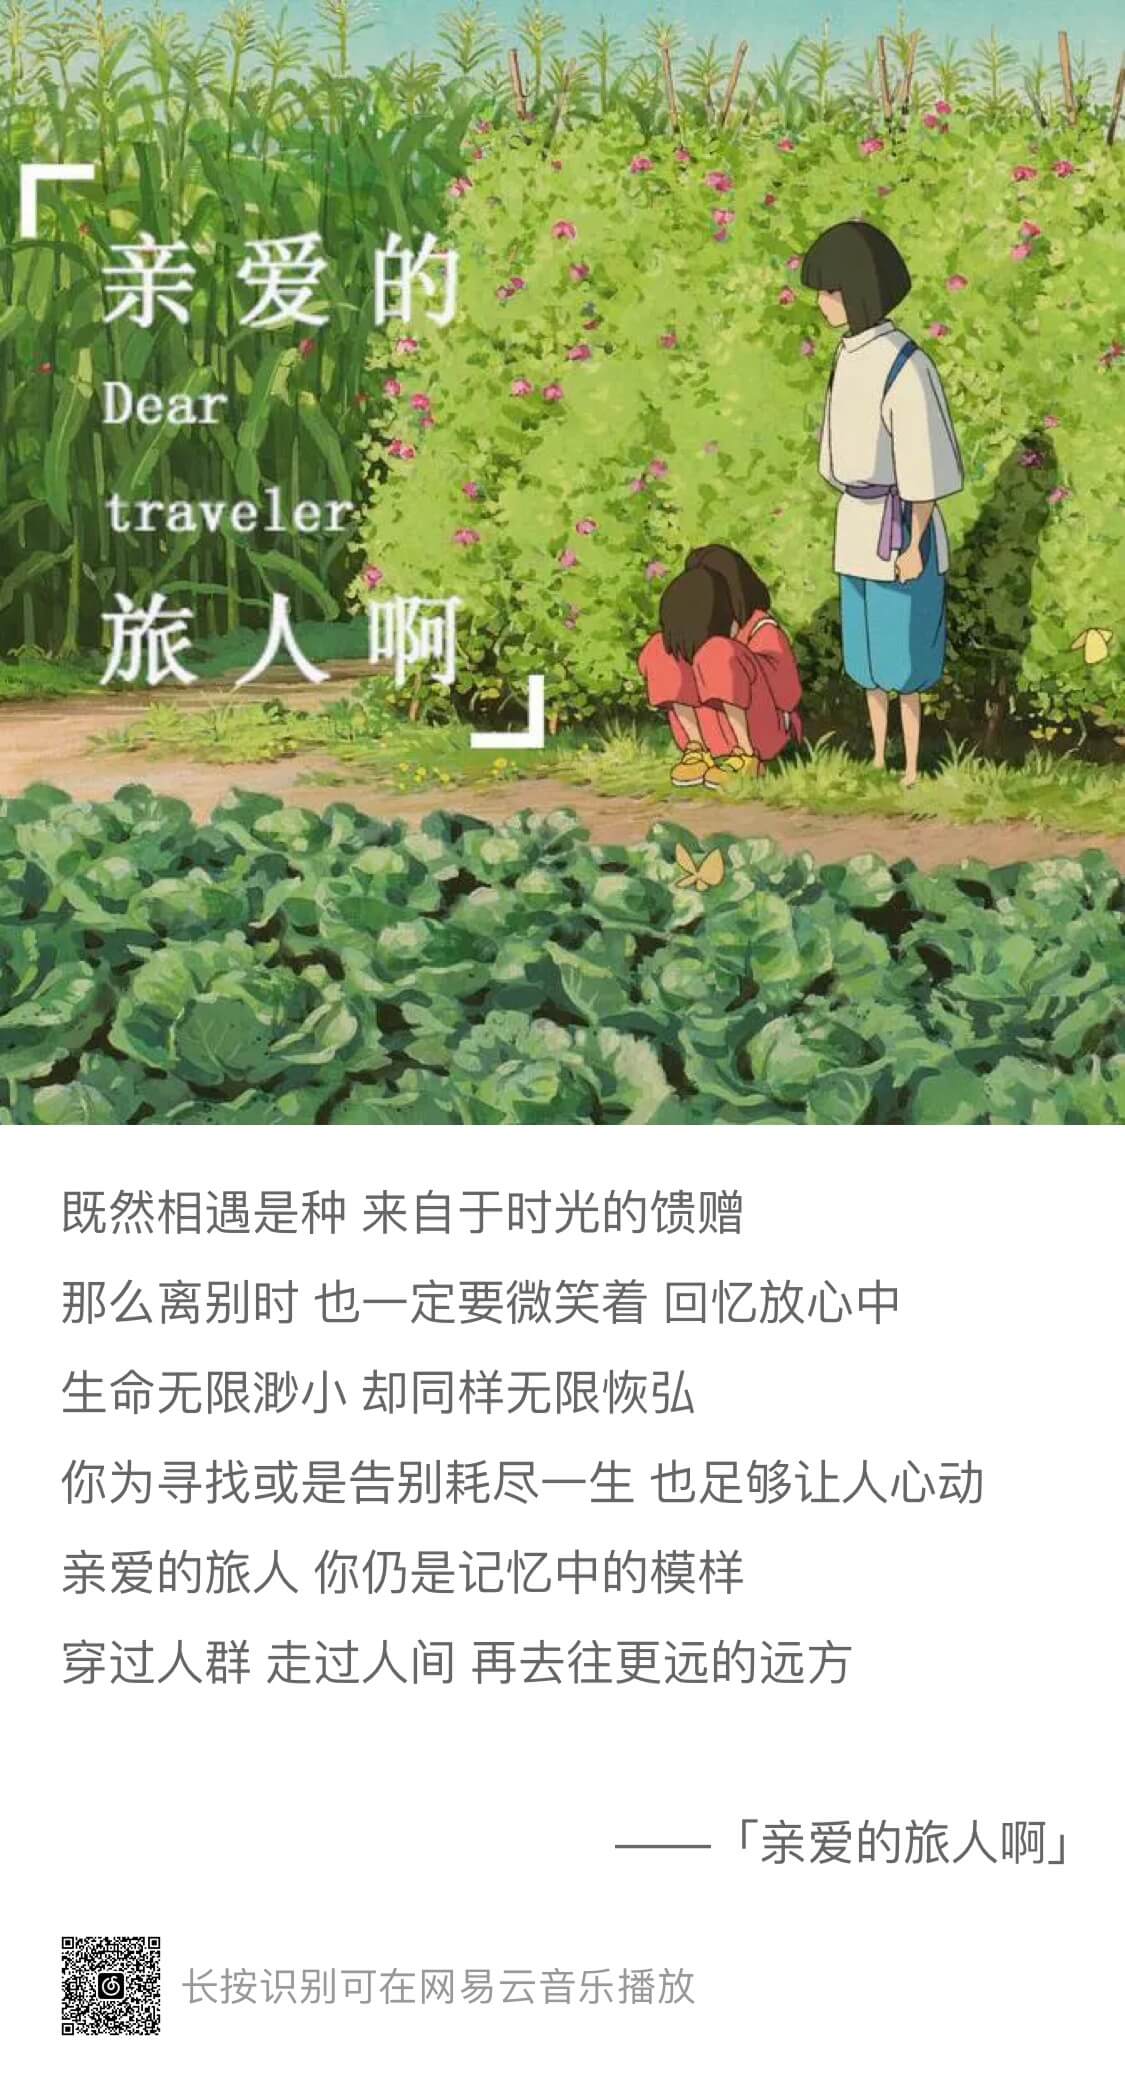 「亲爱的
Dear
traveler
旅人啊」
既然相遇是种 来自于时光的馈赠
那么离别时 也一定要微笑着 回忆放心中
生命无限渺小 却同样无限恢弘
你为寻找或是告别耗尽一生 也足够让人心动
亲爱的旅人 你仍是记忆中的模样
穿过人群 走过人间 再去往更远的远方
——「亲爱的旅人啊」
长按识别可在网易云音乐播放